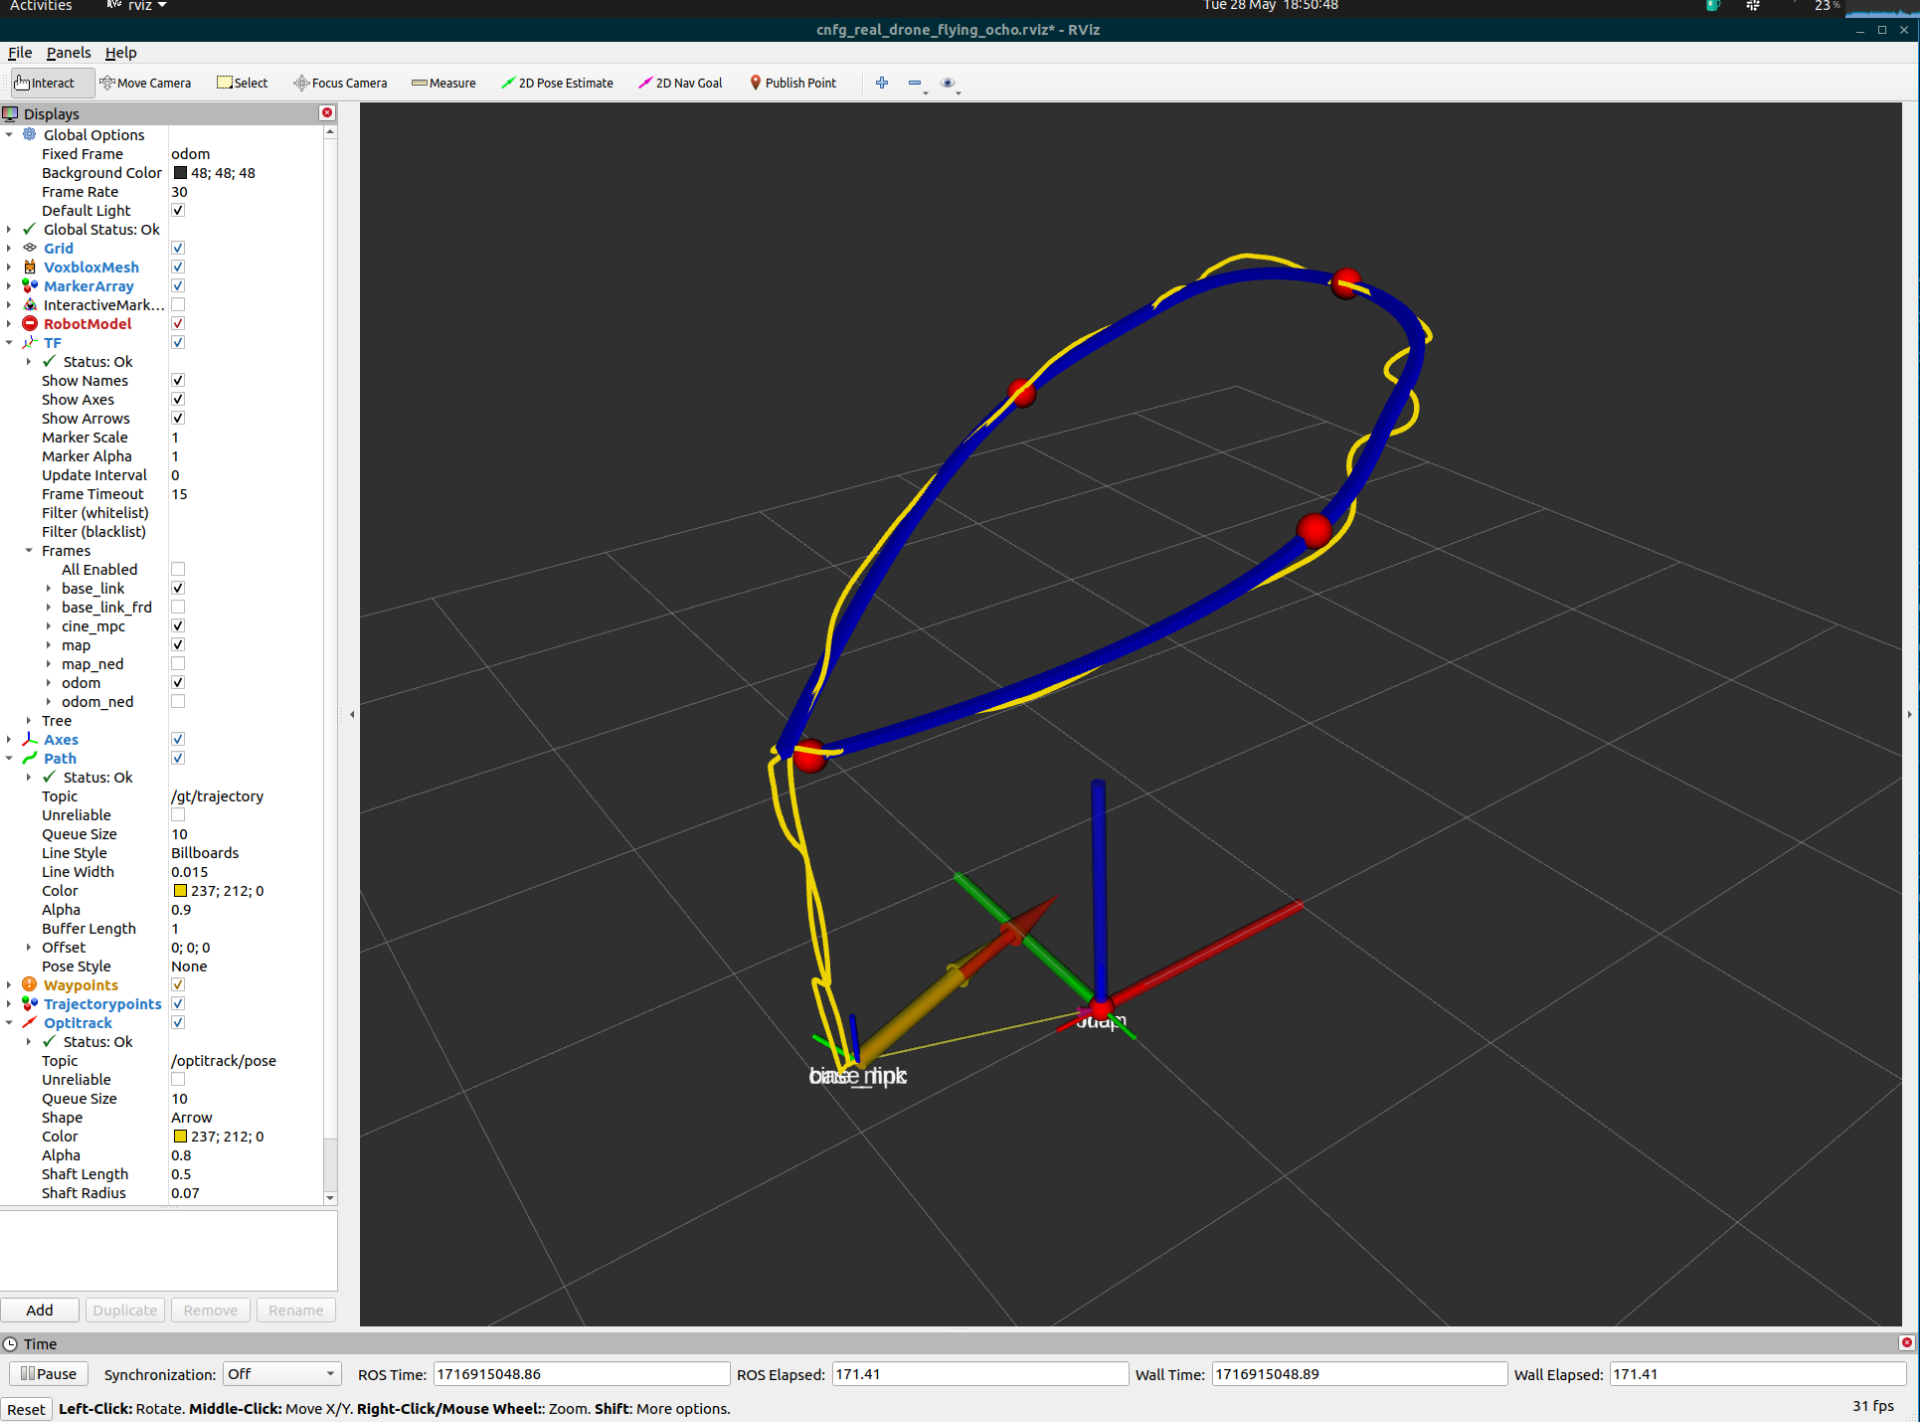 Activities rviz Tue 28 May 18:50:48 23%
cnfg_real_drone_flying_ocho.rviz* - RViz
File Panels Help
Interact Move Camera Select Focus Camera Measure 2D Pose Estimate 2D Nav Goal Publish Point
Displays
Global Options
Fixed Frame odom
Background Color 48; 48; 48
Frame Rate 30
Default Light
Global Status: Ok
Grid
VoxbloxMesh
MarkerArray
InteractiveMark...
RobotModel
TF
Status: Ok
Show Names
Show Axes
Show Arrows
Marker Scale 1
Marker Alpha 1
Update Interval 0
Frame Timeout 15
Filter (whitelist)
Filter (blacklist)
Frames
All Enabled
base_link
base_link_frd
cine_mpc
map
map_ned
odom
odom_ned
Tree
Axes
Path
Status: Ok
Topic /gt/trajectory
Unreliable
Queue Size 10
Line Style Billboards
Line Width 0.015
Color 237; 212; 0
Alpha 0.9
Buffer Length 1
Offset 0; 0; 0
Pose Style None
Waypoints
Trajectorypoints
Optitrack
Status: Ok
Topic /optitrack/pose
Unreliable
Queue Size 10
Shape Arrow
Color 237; 212; 0
Alpha 0.8
Shaft Length 0.5
Shaft Radius 0.07
Add Duplicate Remove Rename
Time
Pause Synchronization: Off ROS Time: 1716915048.86 ROS Elapsed: 171.41 Wall Time: 1716915048.89 Wall Elapsed: 171.41
Reset Left-Click: Rotate. Middle-Click: Move X/Y. Right-Click/Mouse Wheel:: Zoom. Shift: More options. 31 fps